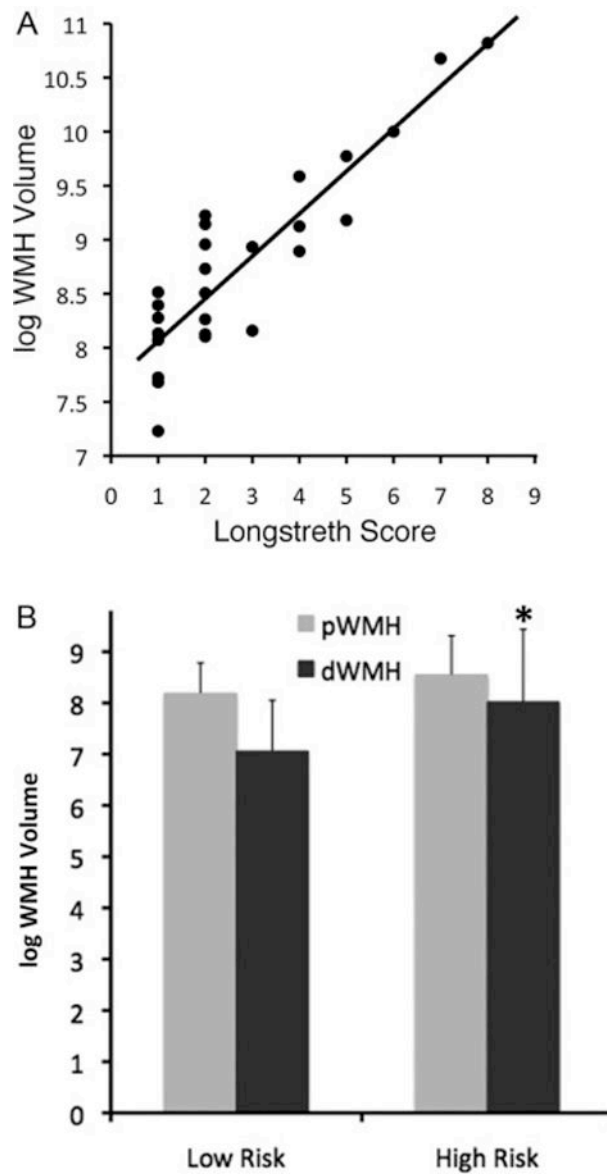 A
11
10.5
10
9.5
9
8.5
8
7.5
7
log WMH Volume
0 1 2 3 4 5 6 7 8 9
Longstreth Score
B
pWMH
dWMH
*
9
8
7
6
5
4
3
2
1
0
log WMH Volume
Low Risk High Risk